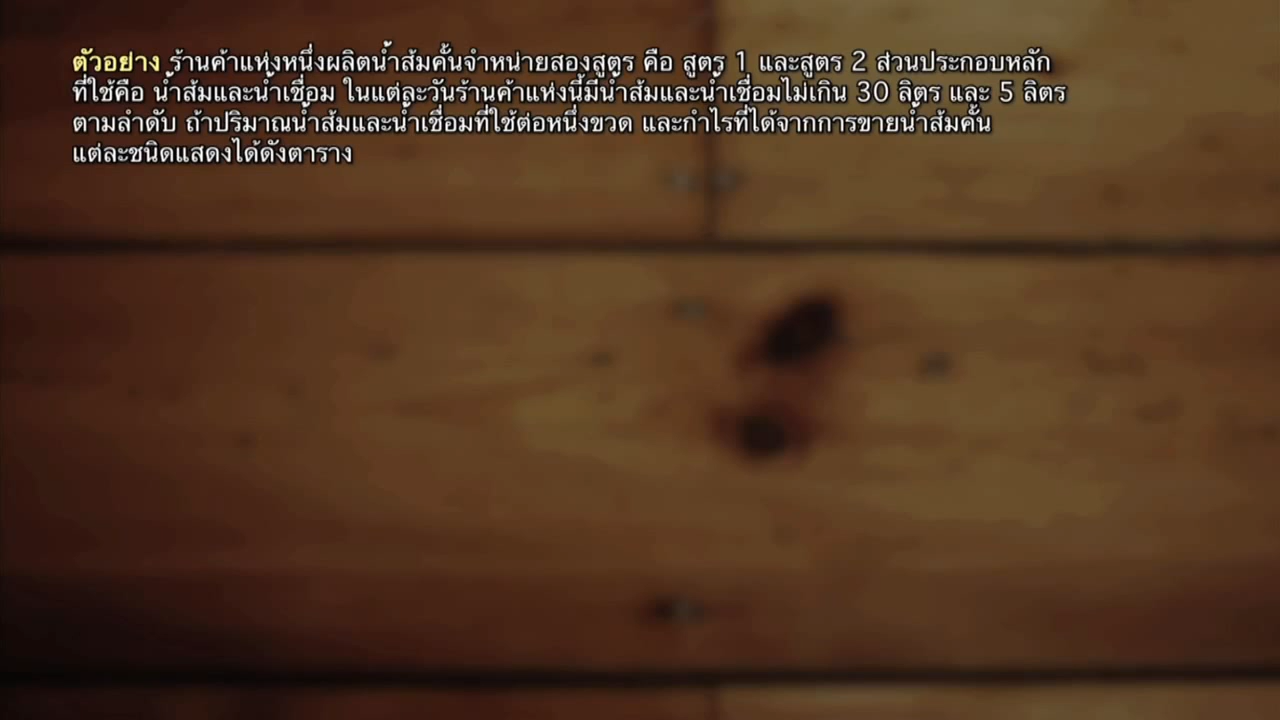 ตัวอย่าง ร้านค้าแห่งหนึ่งผลิตน้ำส้มคั้นจำหน่ายสองสูตร คือ สูตร 1 และสูตร 2 ส่วนประกอบหลัก
ที่ใช้คือ น้ำส้มและน้ำเชื่อม ในแต่ละวันร้านค้าแห่งนี้มีน้ำส้มและน้ำเชื่อมไม่เกิน 30 ลิตร และ 5 ลิตร
ตามลำดับ ถ้าปริมาณน้ำส้มและน้ำเชื่อมที่ใช้ต่อหนึ่งขวด และกำไรที่ได้จากการขายน้ำส้มคั้น
แต่ละชนิดแสดงได้ดังตาราง